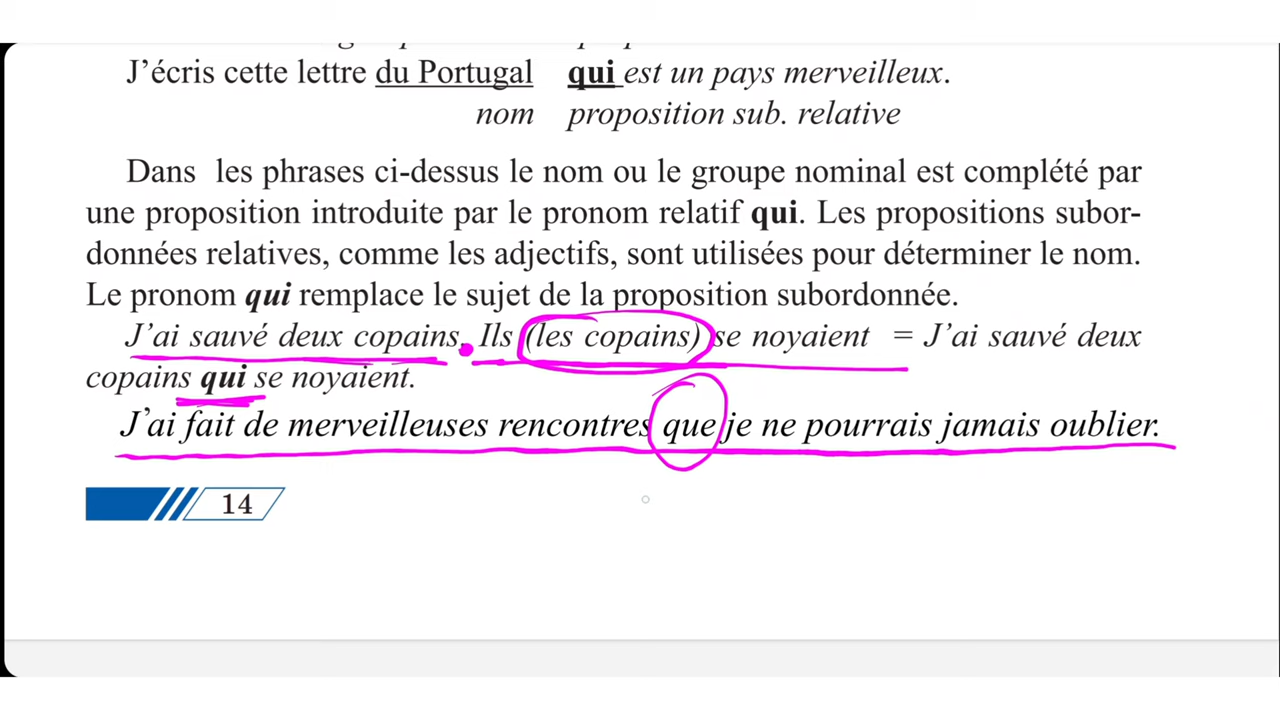 J’écris cette lettre du Portugal qui est un pays merveilleux.
nom proposition sub. relative
Dans les phrases ci-dessus le nom ou le groupe nominal est complété par
une proposition introduite par le pronom relatif qui. Les propositions subor-
données relatives, comme les adjectifs, sont utilisées pour déterminer le nom.
Le pronom qui remplace le sujet de la proposition subordonnée.
J’ai sauvé deux copains. Ils (les copains) se noyaient = J’ai sauvé deux
copains qui se noyaient.
J’ai fait de merveilleuses rencontres que je ne pourrais jamais oublier.
14